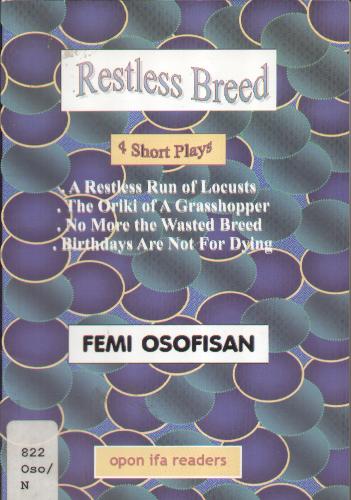 Restless Breed
4 Short Plays
. A Restless Run of Locusts
. The Oriki of A Grasshopper
. No More the Wasted Breed
. Birthdays Are Not For Dying
FEMI OSOFISAN
822
Oso/
N
opon ifa readers